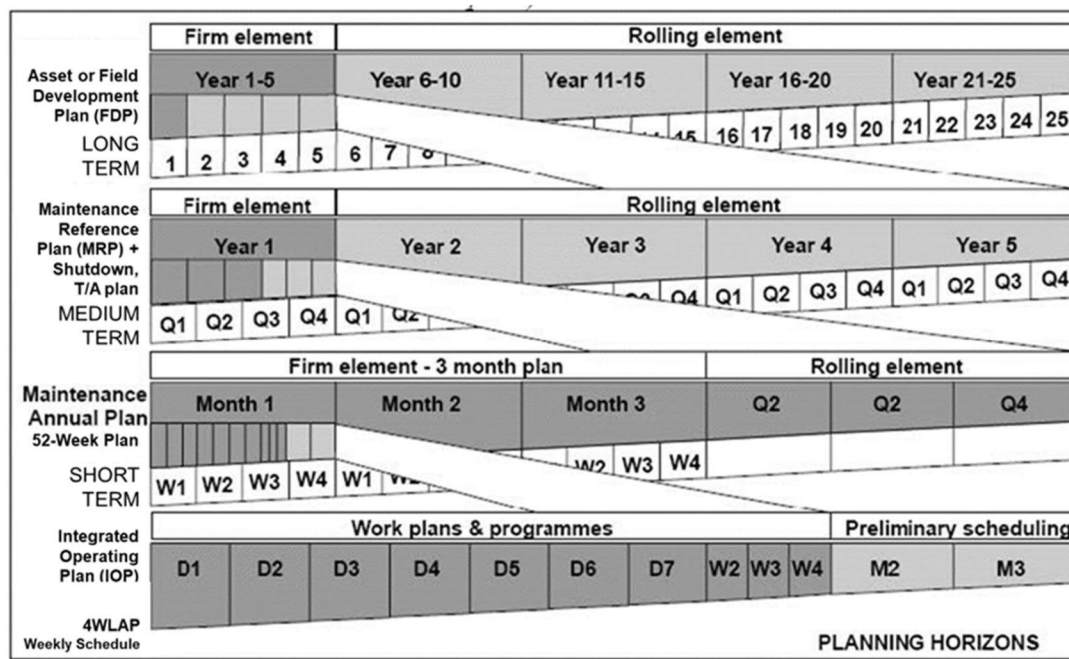 Firm element Rolling element
Asset or Field
Development
Plan (FDP)
LONG
TERM
Year 1-5 Year 6-10 Year 11-15 Year 16-20 Year 21-25
1 2 3 4 5 6 7 8 15 16 17 18 19 20 21 22 23 24 25
Firm element Rolling element
Maintenance
Reference
Plan (MRP) +
Shutdown,
T/A plan
MEDIUM
TERM
Year 1 Year 2 Year 3 Year 4 Year 5
Q1 Q2 Q3 Q4 Q1 Q2 Q3 Q4 Q1 Q2 Q3 Q4 Q1 Q2 Q3 Q4
Firm element - 3 month plan Rolling element
Maintenance
Annual Plan
52-Week Plan
SHORT
TERM
Month 1 Month 2 Month 3 Q2 Q2 Q4
W1 W2 W3 W4 W1 W2 W2 W3 W4
Work plans & programmes Preliminary scheduling
Integrated
Operating
Plan (IOP)
4WLAP
Weekly Schedule
D1 D2 D3 D4 D5 D6 D7 W2 W3 W4 M2 M3
PLANNING HORIZONS